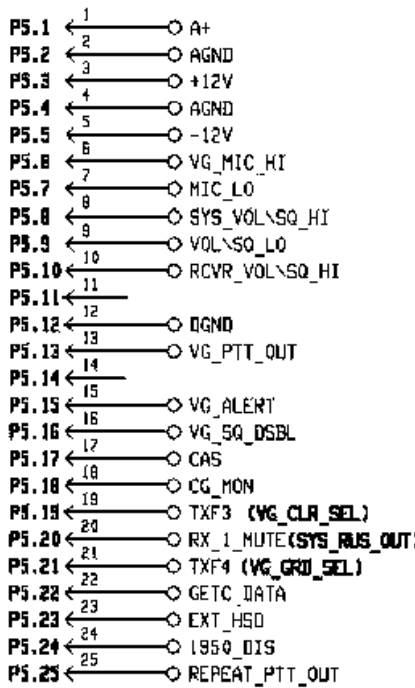 P5.1 1 A+
P5.2 2 AGND
P5.3 3 +12V
P5.4 4 AGND
P5.5 5 -12V
P5.6 6 VG_MIC_HI
P5.7 7 MIC_LO
P5.8 8 SYS_VOL\SQ_HI
P5.9 9 VOL\SQ_LO
P5.10 10 RCVR_VOL\SQ_HI
P5.11 11
P5.12 12 DGND
P5.13 13 VG_PTT_OUT
P5.14 14
P5.15 15 VG_ALERT
P5.16 16 VG_SQ_DSBL
P5.17 17 CAS
P5.18 18 CG_MON
P5.19 19 TXF3 (VG_CLR_SEL)
P5.20 20 RX_1_MUTE(SYS_RUS_OUT)
P5.21 21 TXF4 (VG_GRD_SEL)
P5.22 22 GETC_DATA
P5.23 23 EXT_HSD
P5.24 24 1950_DIS
P5.25 25 REPEAT_PTT_OUT